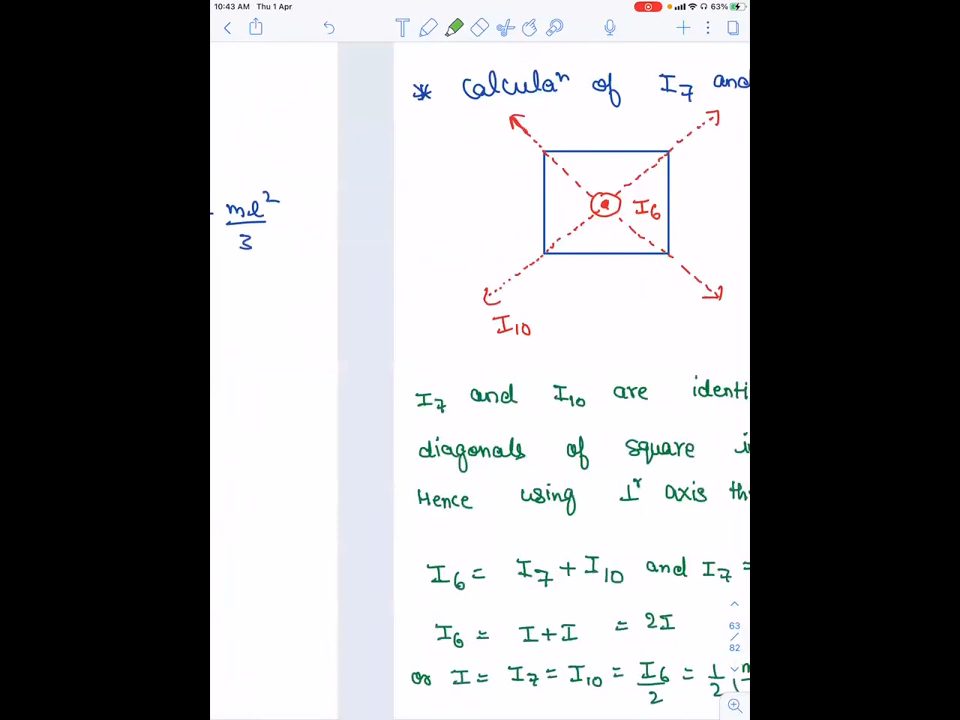 10:43 AM Thu 1 Apr
63%
* Calculaⁿ of I7 and
I6
md²/3
I10
I7 and I10 are identi
diagonals of square i
Hence using ⊥ʳ axis th
I6 = I7 + I10 and I7 =
I6 = I + I = 2I
or I = I7 = I10 = I6/2 = 1/2 (
63
/
82